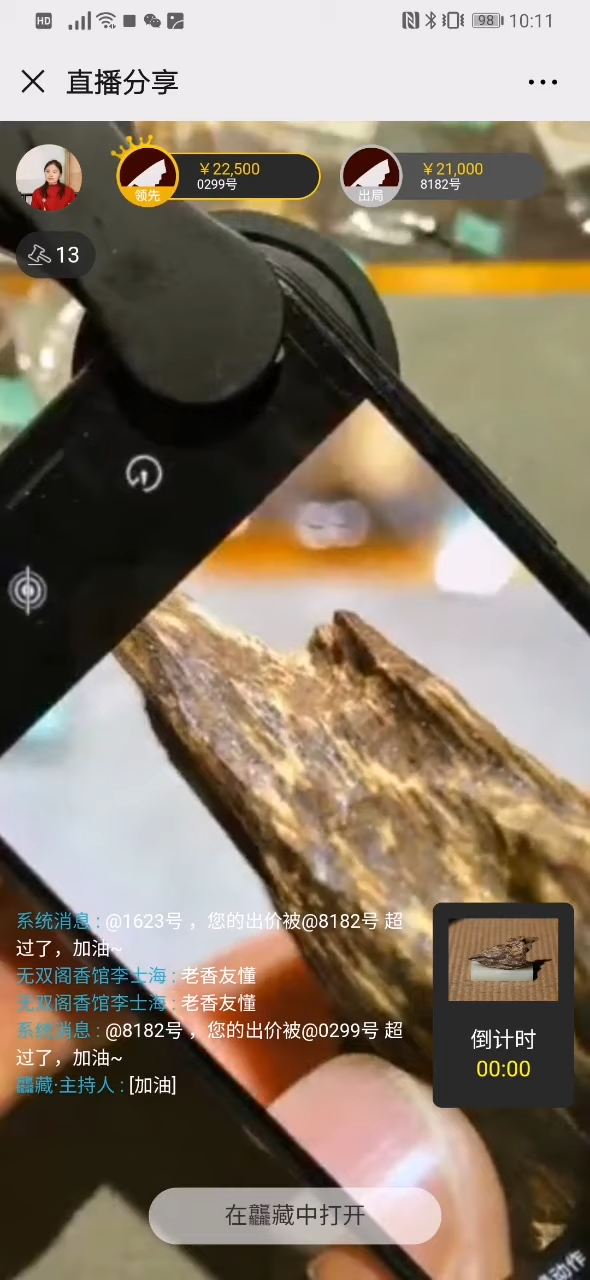 HD 98 10:11
直播分享
￥22,500
0299号
领先
￥21,000
8182号
出局
13
系统消息 : @1623号 ，您的出价被@8182号 超
过了，加油~
无双阁香馆李士海 : 老香友懂
无双阁香馆李士海 : 老香友懂
系统消息 : @8182号 ，您的出价被@0299号 超
过了，加油~
龘藏·主持人 : [加油]
倒计时
00:00
在龘藏中打开
动作